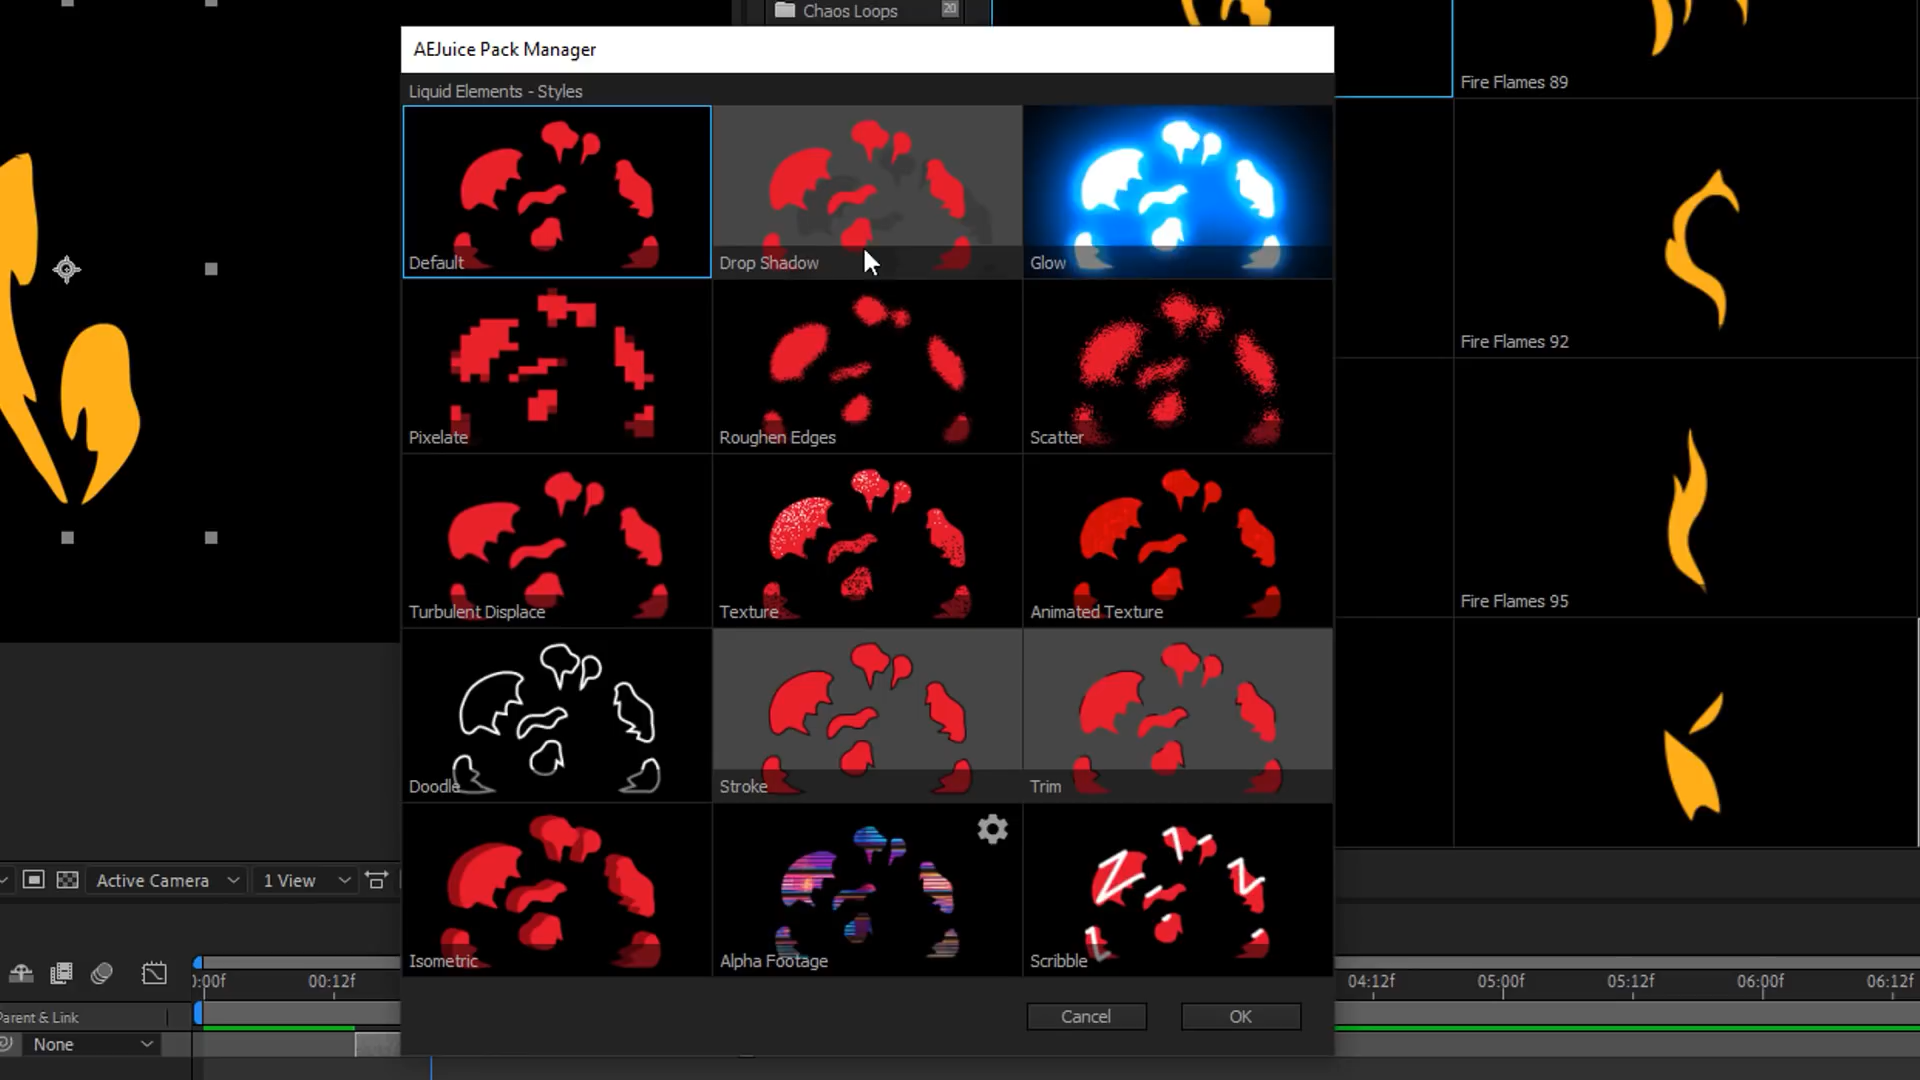 Chaos Loops
20
AEJuice Pack Manager
Liquid Elements - Styles
Default
Drop Shadow
Glow
Pixelate
Roughen Edges
Scatter
Turbulent Displace
Texture
Animated Texture
Doodle
Stroke
Trim
Isometric
Alpha Footage
Scribble
Cancel
OK
Fire Flames 89
Fire Flames 92
Fire Flames 95
Active Camera
1 View
:00f
00:12f
04:12f
05:00f
05:12f
06:00f
06:12f
Parent & Link
None